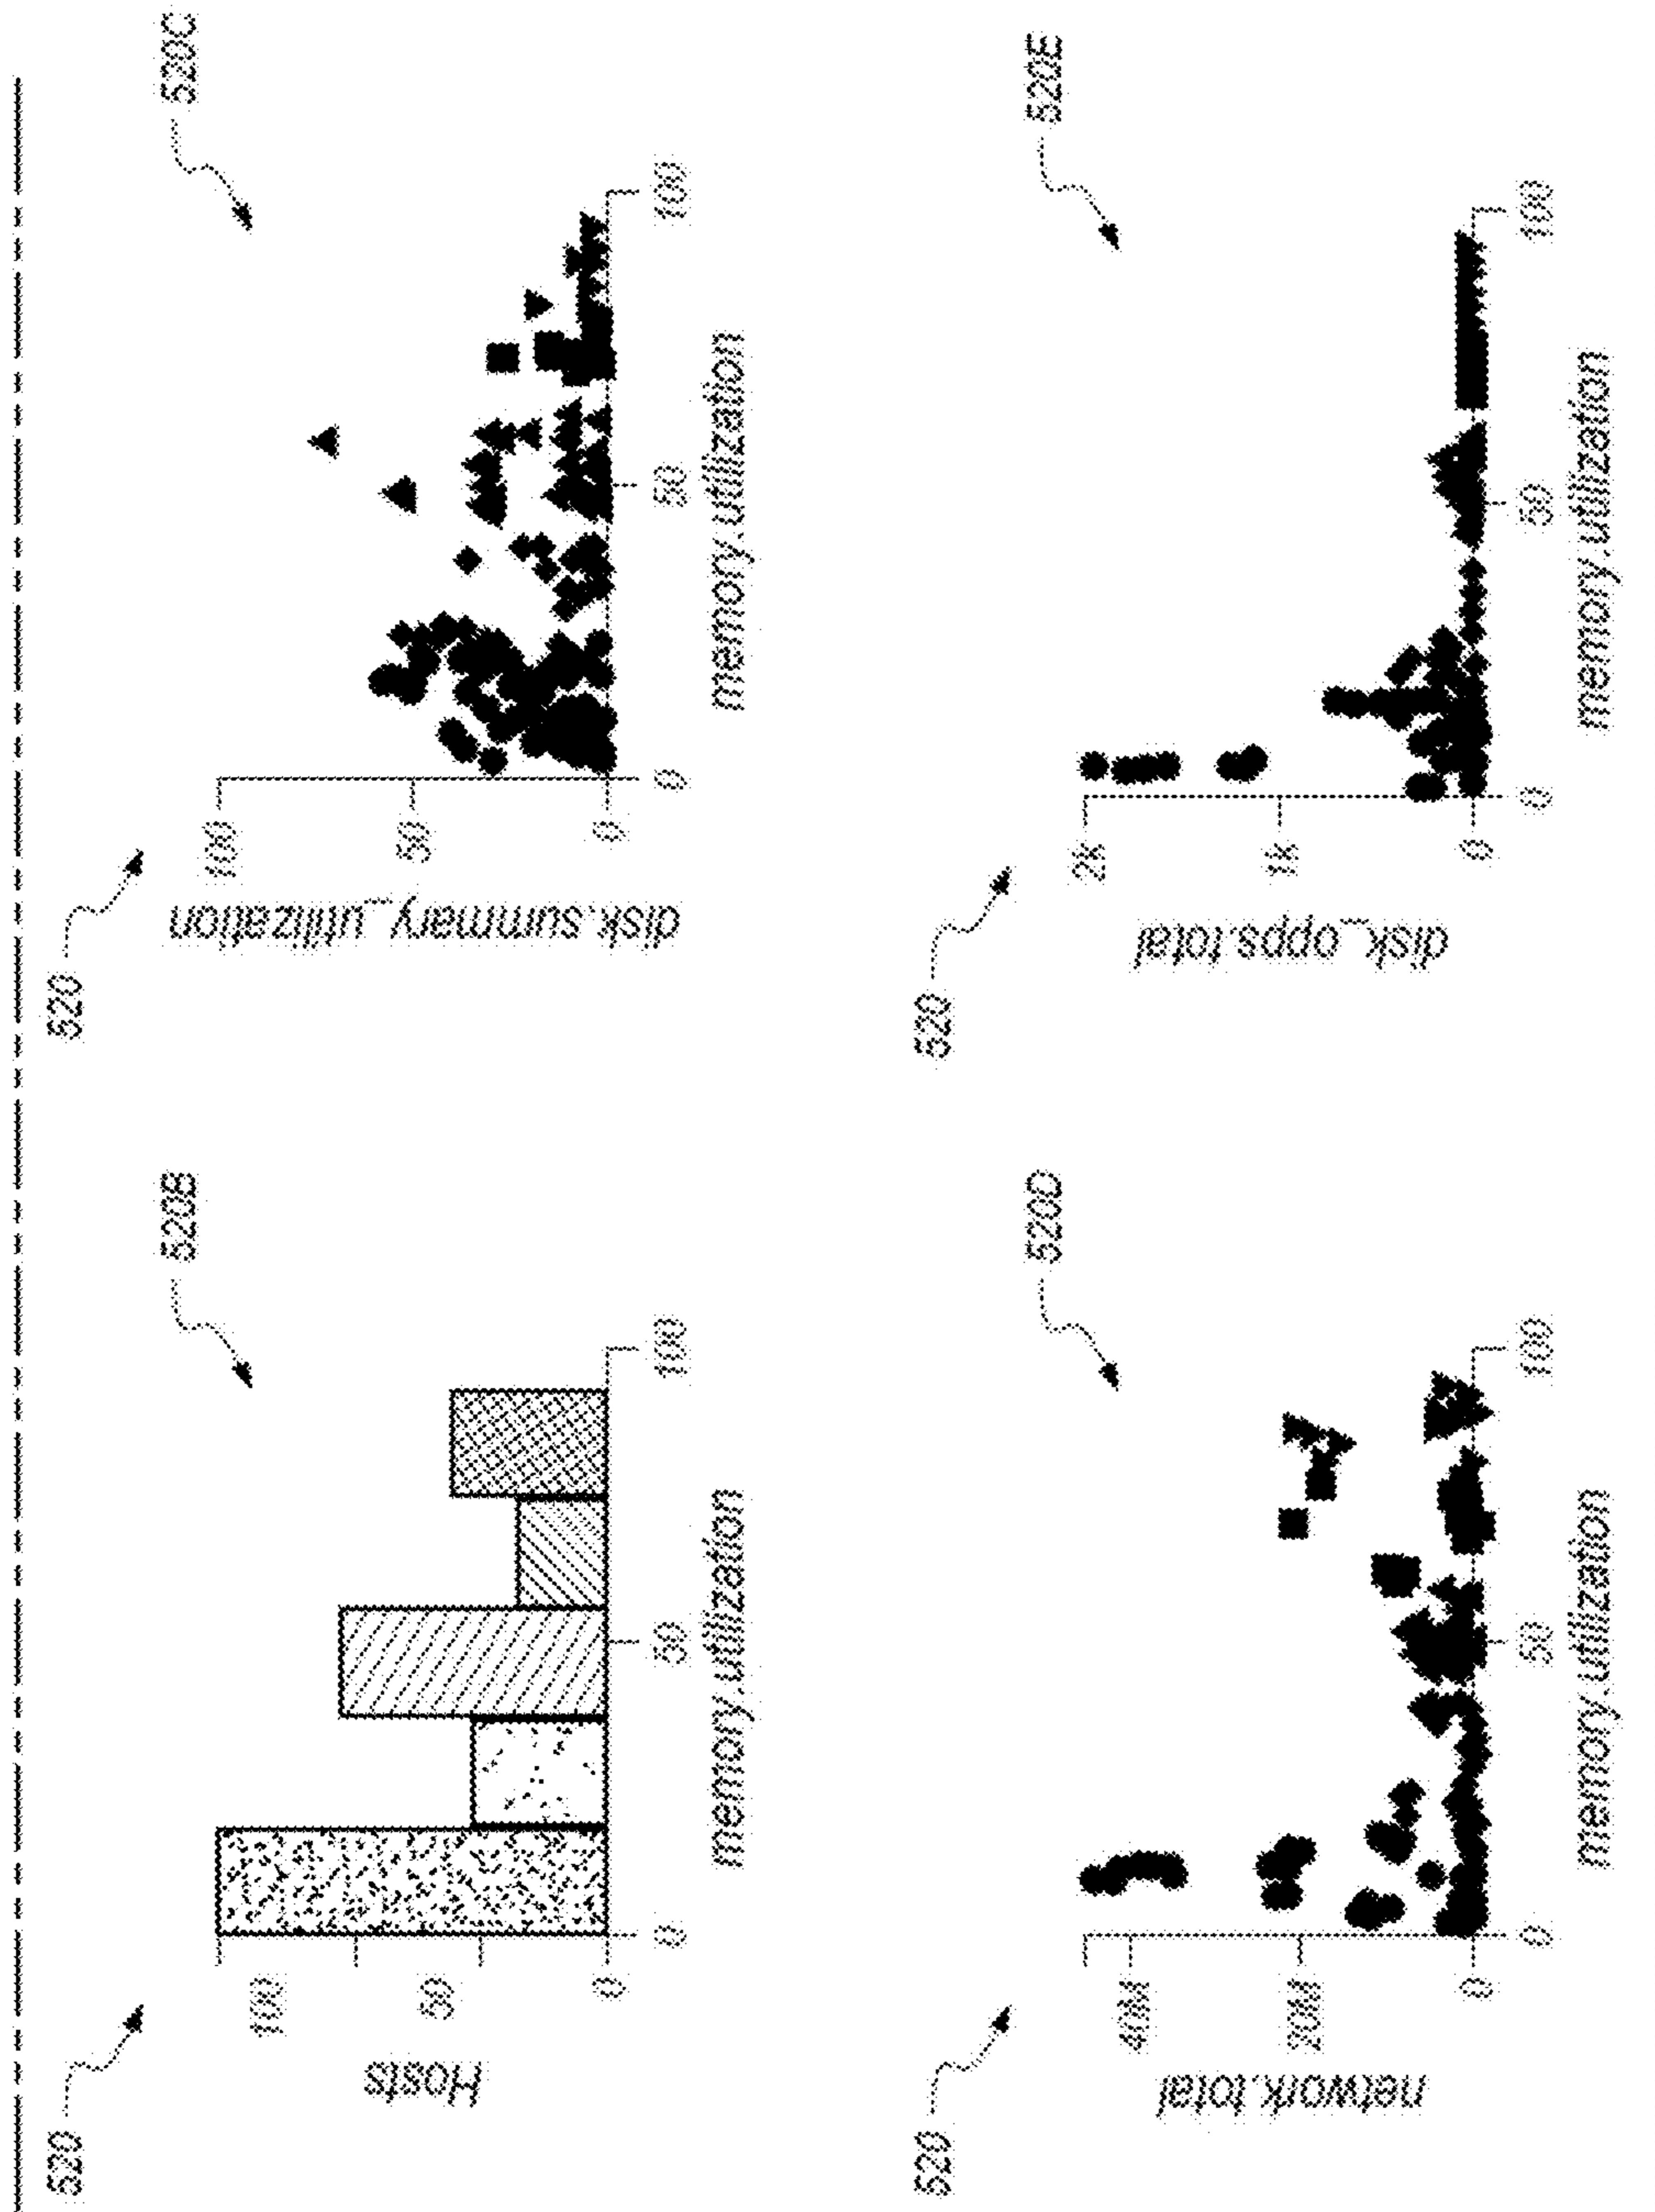 520
520B
Hosts
100
50
0
0
50
100
memory.utilization
520
520C
disk.summary_utilization
100
50
0
0
50
100
memory.utilization
520
520D
network.total
40M
20M
0
0
50
100
memory.utilization
520
520E
disk_opps.total
2k
1k
0
0
50
100
memory.utilization